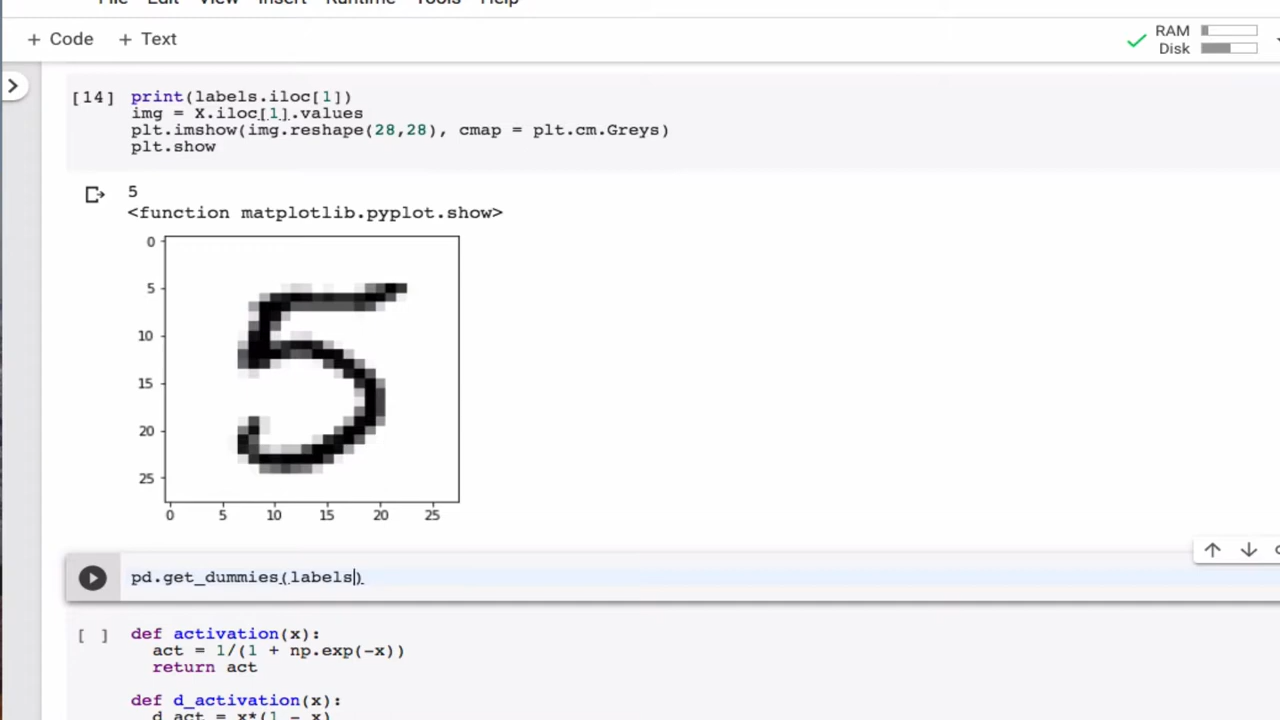 File Edit View Insert Runtime Tools Help
+ Code + Text
RAM
Disk
[14] print(labels.iloc[1])
img = X.iloc[1].values
plt.imshow(img.reshape(28,28), cmap = plt.cm.Greys)
plt.show
5
<function matplotlib.pyplot.show>
0
5
10
15
20
25
0 5 10 15 20 25
pd.get_dummies(labels)
[ ] def activation(x):
act = 1/(1 + np.exp(-x))
return act
def d_activation(x):
d_act = x*(1 - x)